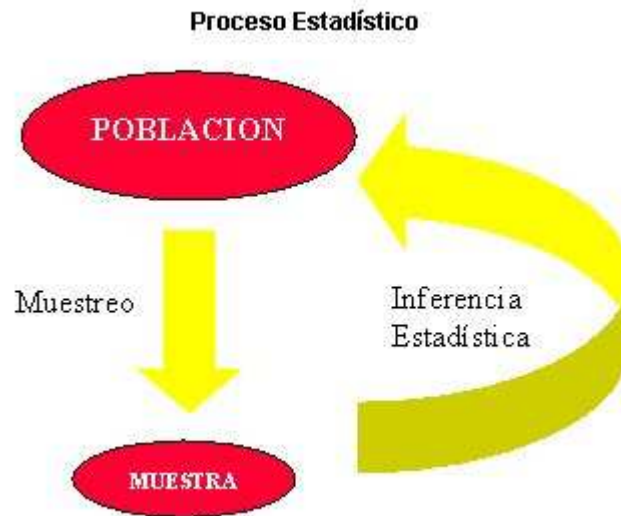 Proceso Estadístico
POBLACION
Muestreo
Inferencia
Estadística
MUESTRA